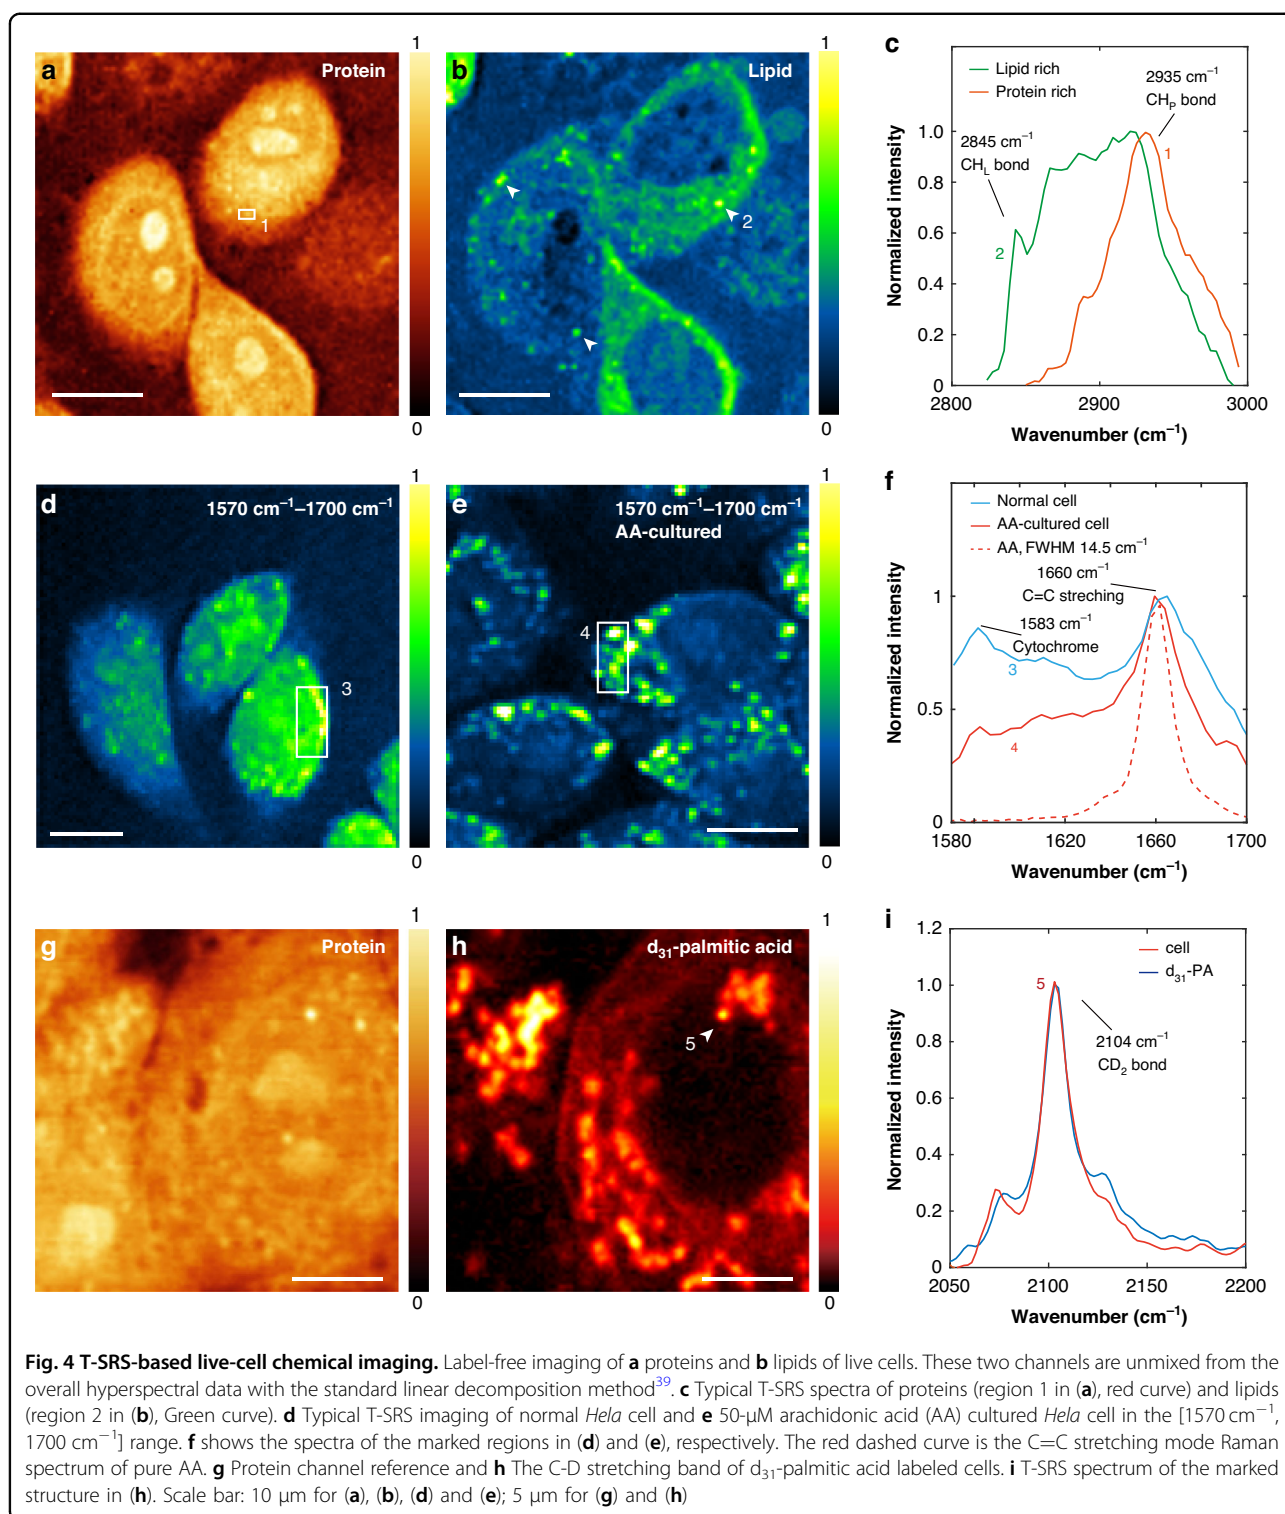 a
Protein
1
1
0
b
Lipid
2
1
0
c
Lipid rich
Protein rich
2935 cm⁻¹
CHₚ bond
2845 cm⁻¹
CH_L bond
1
2
Normalized intensity
1.0
0.8
0.6
0.4
0.2
0
2800
2900
3000
Wavenumber (cm⁻¹)
d
1570 cm⁻¹–1700 cm⁻¹
3
1
0
e
1570 cm⁻¹–1700 cm⁻¹
AA-cultured
4
1
0
f
Normal cell
AA-cultured cell
AA, FWHM 14.5 cm⁻¹
1660 cm⁻¹
C=C streching
1583 cm⁻¹
Cytochrome
3
4
Normalized intensity
1
0.5
0
1580
1620
1660
1700
Wavenumber (cm⁻¹)
g
Protein
1
0
h
d₃₁-palmitic acid
5
1
0
i
cell
d₃₁-PA
5
2104 cm⁻¹
CD₂ bond
Normalized intensity
1.2
1.0
0.8
0.6
0.4
0.2
0
2050
2100
2150
2200
Wavenumber (cm⁻¹)
Fig. 4 T-SRS-based live-cell chemical imaging. Label-free imaging of a proteins and b lipids of live cells. These two channels are unmixed from the
overall hyperspectral data with the standard linear decomposition method³⁹. c Typical T-SRS spectra of proteins (region 1 in (a), red curve) and lipids
(region 2 in (b), Green curve). d Typical T-SRS imaging of normal Hela cell and e 50-μM arachidonic acid (AA) cultured Hela cell in the [1570 cm⁻¹,
1700 cm⁻¹] range. f shows the spectra of the marked regions in (d) and (e), respectively. The red dashed curve is the C=C stretching mode Raman
spectrum of pure AA. g Protein channel reference and h The C-D stretching band of d₃₁-palmitic acid labeled cells. i T-SRS spectrum of the marked
structure in (h). Scale bar: 10 μm for (a), (b), (d) and (e); 5 μm for (g) and (h)